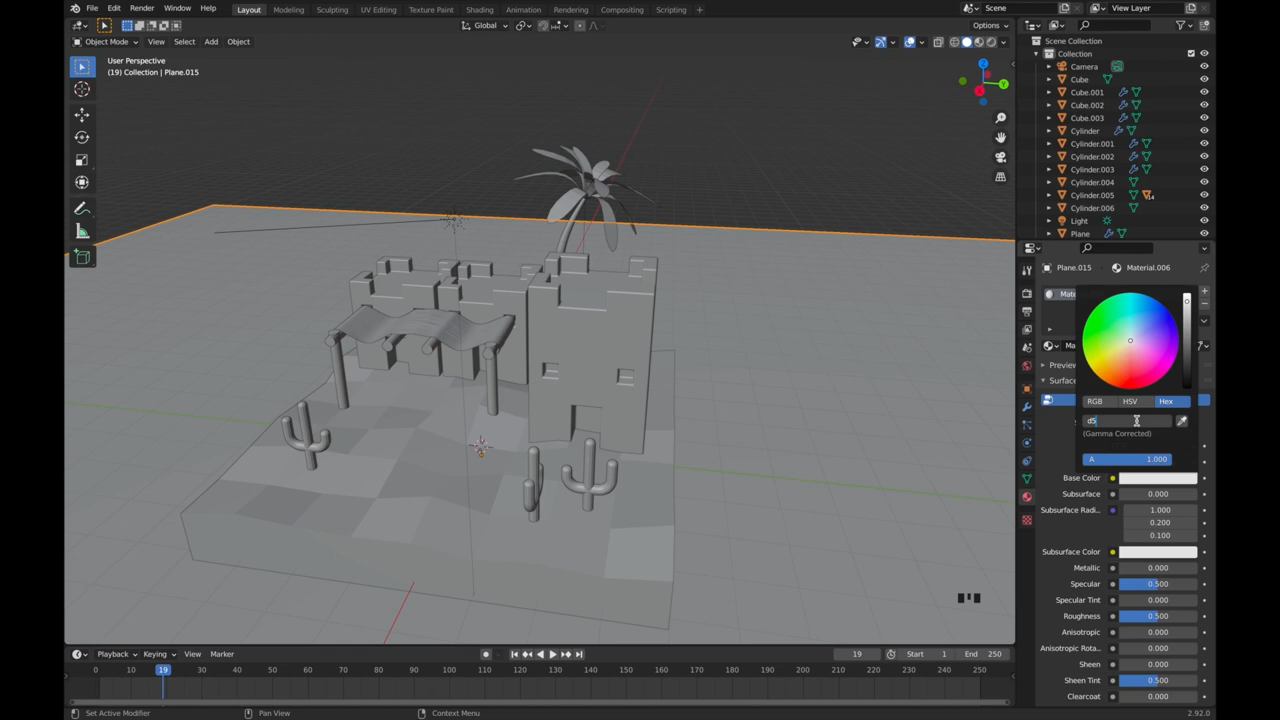 File Edit Render Window Help Layout Modeling Sculpting UV Editing Texture Paint Shading Animation Rendering Compositing Scripting + Scene View Layer
Global Options
Object Mode View Select Add Object
User Perspective
(19) Collection | Plane.015
Y
X
Z
Scene Collection
Collection
Camera
Cube
Cube.001
Cube.002
Cube.003
Cylinder
Cylinder.001
Cylinder.002
Cylinder.003
Cylinder.004
Cylinder.005 14
Cylinder.006
Light
Plane
Plane.015 Material.006
Mate
Ma
Preview
Surface
RGB HSV Hex
d5
(Gamma Corrected)
A 1.000
Base Color
Subsurface 0.000
Subsurface Radi... 1.000
0.200
0.100
Subsurface Color
Metallic 0.000
Specular 0.500
Specular Tint 0.000
Roughness 0.500
Anisotropic 0.000
Anisotropic Rota... 0.000
Sheen 0.000
Sheen Tint 0.500
Clearcoat 0.000
Playback Keying View Marker 19 Start 1 End 250
0 10 19 30 40 50 60 70 80 90 100 110 120 130 140 150 160 170 180 190 200 210 220 230 240 250
Set Active Modifier Pan View Context Menu 2.92.0